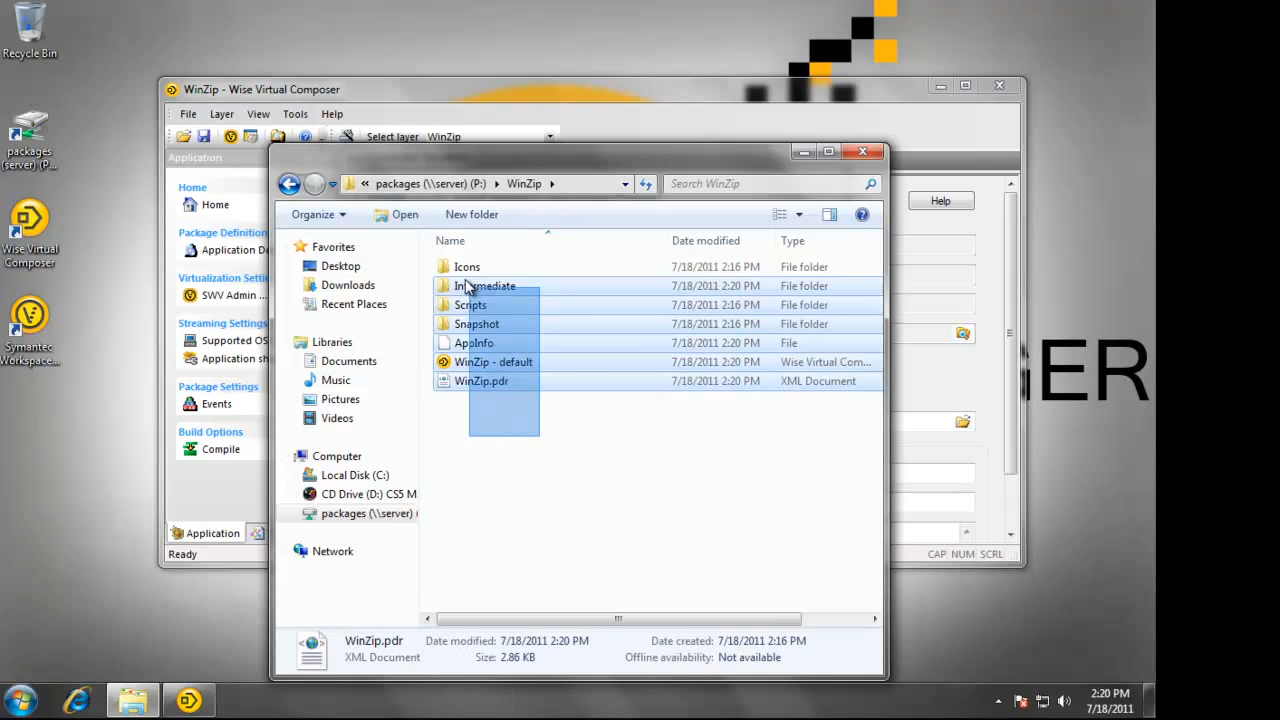 Recycle Bin
packages
(server) (P...
Wise Virtual
Composer
Symantec
Workspace...
WinZip - Wise Virtual Composer
File Layer View Tools Help
Select layer WinZip
Application
Home
Home
Package Definition
Application De
Virtualization Setting
SWV Admin ...
Streaming Settings
Supported OS
Application sh
Package Settings
Events
Build Options
Compile
Application
Ready
Help
CAP NUM SCRL
GER
« packages (\\server) (P:) WinZip
Search WinZip
Organize Open New folder
Favorites
Desktop
Downloads
Recent Places
Libraries
Documents
Music
Pictures
Videos
Computer
Local Disk (C:)
CD Drive (D:) CS5 M
packages (\\server) (
Network
Name Date modified Type
Icons 7/18/2011 2:16 PM File folder
Intermediate 7/18/2011 2:20 PM File folder
Scripts 7/18/2011 2:16 PM File folder
Snapshot 7/18/2011 2:16 PM File folder
AppInfo 7/18/2011 2:20 PM File
WinZip - default 7/18/2011 2:20 PM Wise Virtual Com...
WinZip.pdr 7/18/2011 2:20 PM XML Document
WinZip.pdr Date modified: 7/18/2011 2:20 PM Date created: 7/18/2011 2:16 PM
XML Document Size: 2.86 KB Offline availability: Not available
2:20 PM
7/18/2011